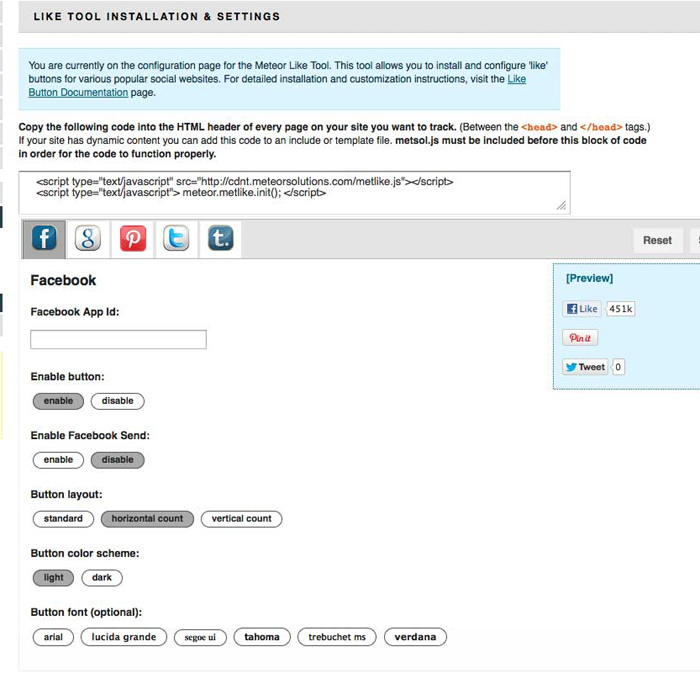 LIKE TOOL INSTALLATION & SETTINGS
You are currently on the configuration page for the Meteor Like Tool. This tool allows you to install and configure 'like'
buttons for various popular social websites. For detailed installation and customization instructions, visit the Like
Button Documentation page.
Copy the following code into the HTML header of every page on your site you want to track. (Between the <head> and </head> tags.)
If your site has dynamic content you can add this code to an include or template file. metsol.js must be included before this block of code
in order for the code to function properly.
<script type="text/javascript" src="http://cdnt.meteorsolutions.com/metlike.js"></script>
<script type="text/javascript"> meteor.metlike.init(); </script>
f g P t t. Reset S
Facebook
[Preview]
Facebook App Id:
f Like 451k
Pin it
Tweet 0
Enable button:
enable disable
Enable Facebook Send:
enable disable
Button layout:
standard horizontal count vertical count
Button color scheme:
light dark
Button font (optional):
arial lucida grande segoe ui tahoma trebuchet ms verdana